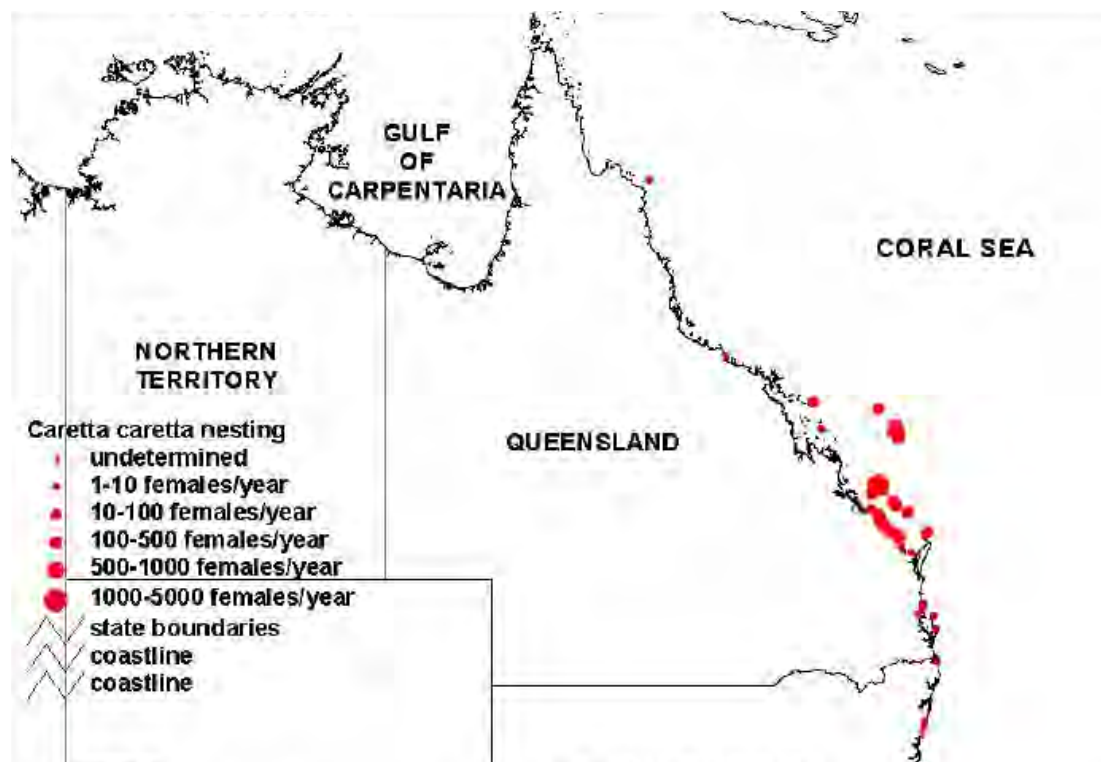 GULF
OF
CARPENTARIA
CORAL SEA
NORTHERN
TERRITORY
QUEENSLAND
Caretta caretta nesting
undetermined
1-10 females/year
10-100 females/year
100-500 females/year
500-1000 females/year
1000-5000 females/year
state boundaries
coastline
coastline